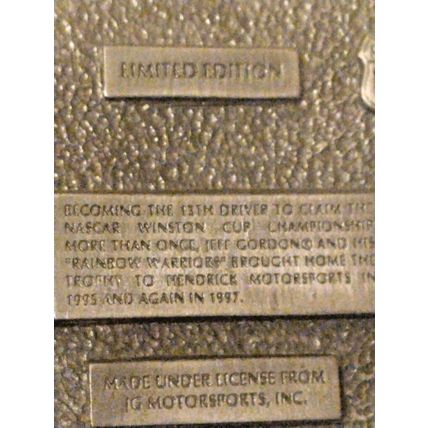 LIMITED EDITION
BECOMING THE 13TH DRIVER TO CLAIM THE
NASCAR WINSTON CUP CHAMPIONSHIP
MORE THAN ONCE, JEFF GORDON® AND HIS
"RAINBOW WARRIORS" BROUGHT HOME THE
TROPHY TO HENDRICK MOTORSPORTS IN
1995 AND AGAIN IN 1997.
MADE UNDER LICENSE FROM
JG MOTORSPORTS, INC.